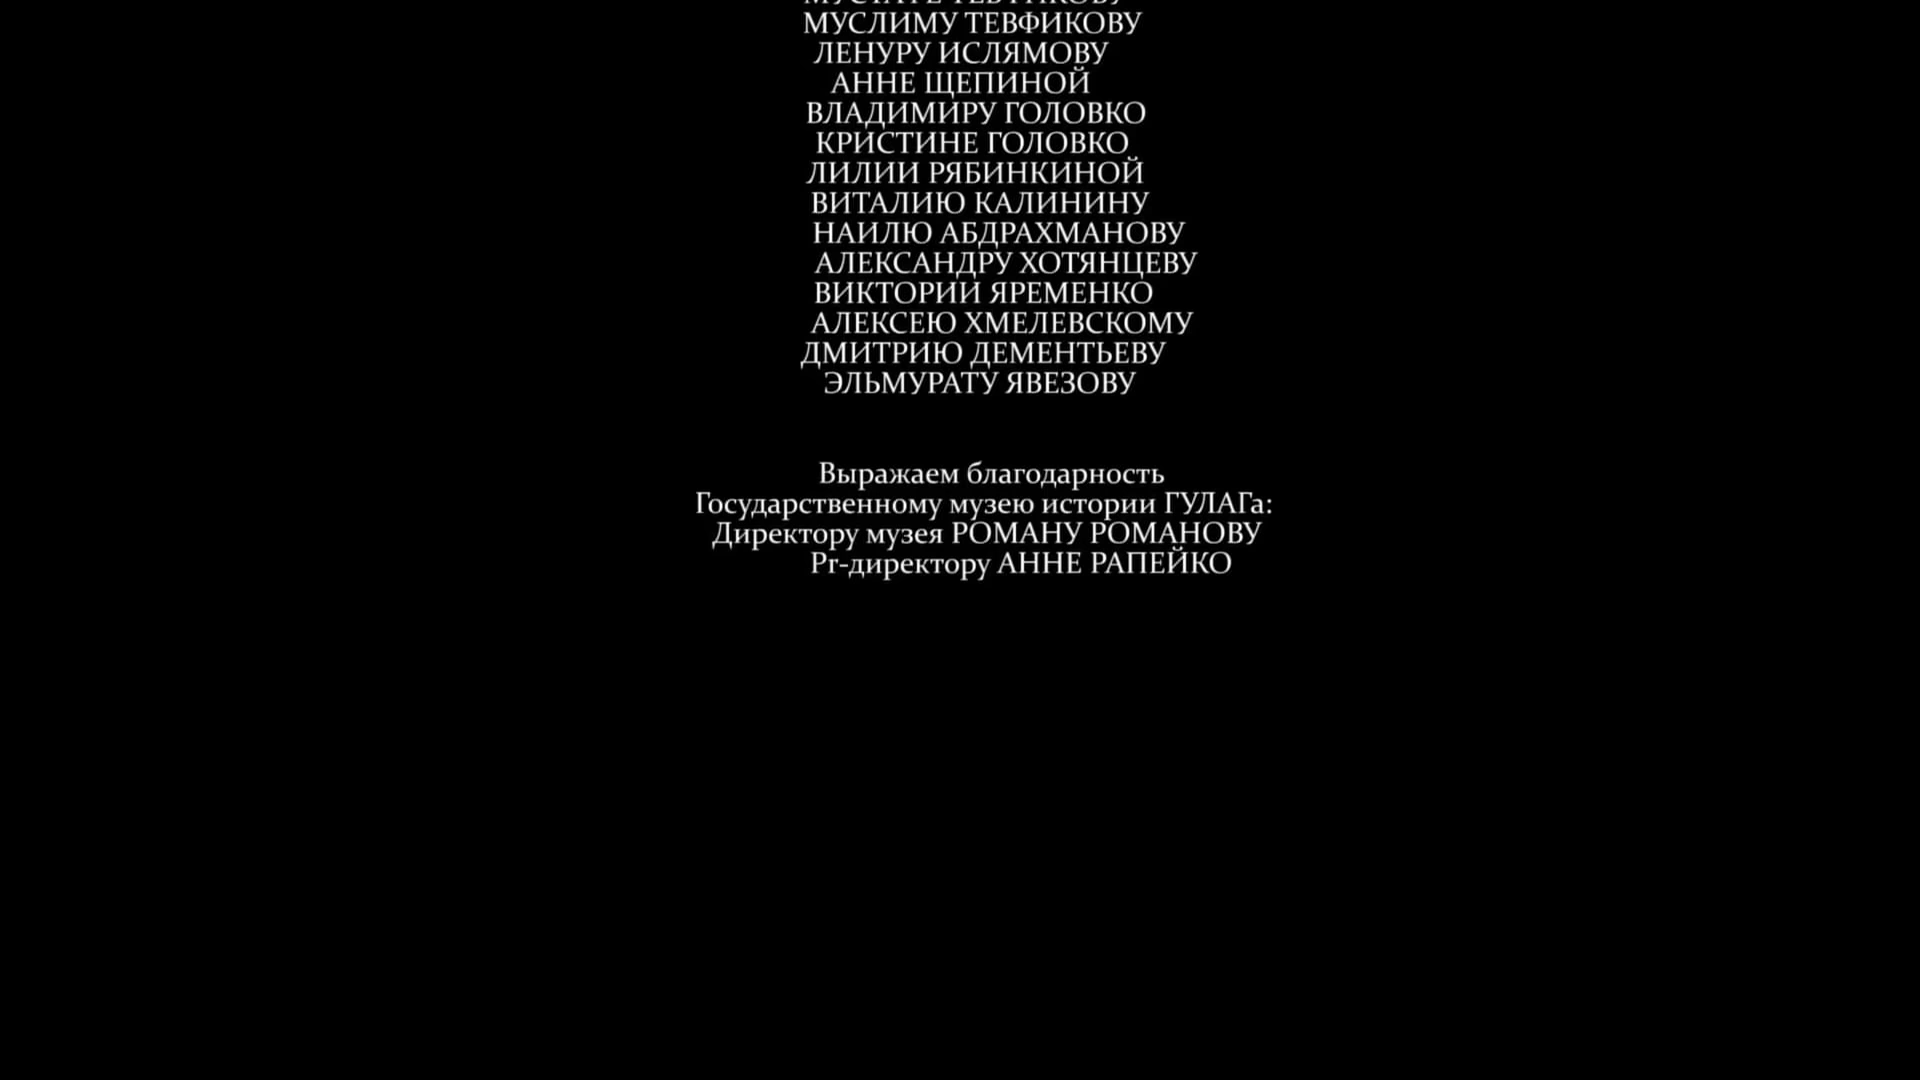 МУСЛИМУ ТЕВФИКОВУ
ЛЕНУРУ ИСЛЯМОВУ
АННЕ ЩЕПИНОЙ
ВЛАДИМИРУ ГОЛОВКО
КРИСТИНЕ ГОЛОВКО
ЛИЛИИ РЯБИНКИНОЙ
ВИТАЛИЮ КАЛИНИНУ
НАИЛЮ АБДРАХМАНОВУ
АЛЕКСАНДРУ ХОТЯНЦЕВУ
ВИКТОРИИ ЯРЕМЕНКО
АЛЕКСЕЮ ХМЕЛЕВСКОМУ
ДМИТРИЮ ДЕМЕНТЬЕВУ
ЭЛЬМУРАТУ ЯВЕЗОВУ
Выражаем благодарность
Государственному музею истории ГУЛАГа:
Директору музея РОМАНУ РОМАНОВУ
Pr-директору АННЕ РАПЕЙКО